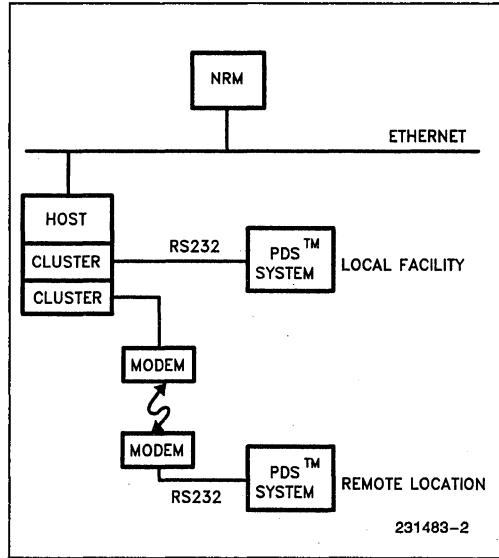 NRM
ETHERNET
HOST
CLUSTER
CLUSTER
RS232
PDS™
SYSTEM
LOCAL FACILITY
MODEM
MODEM
RS232
PDS™
SYSTEM
REMOTE LOCATION
231483-2